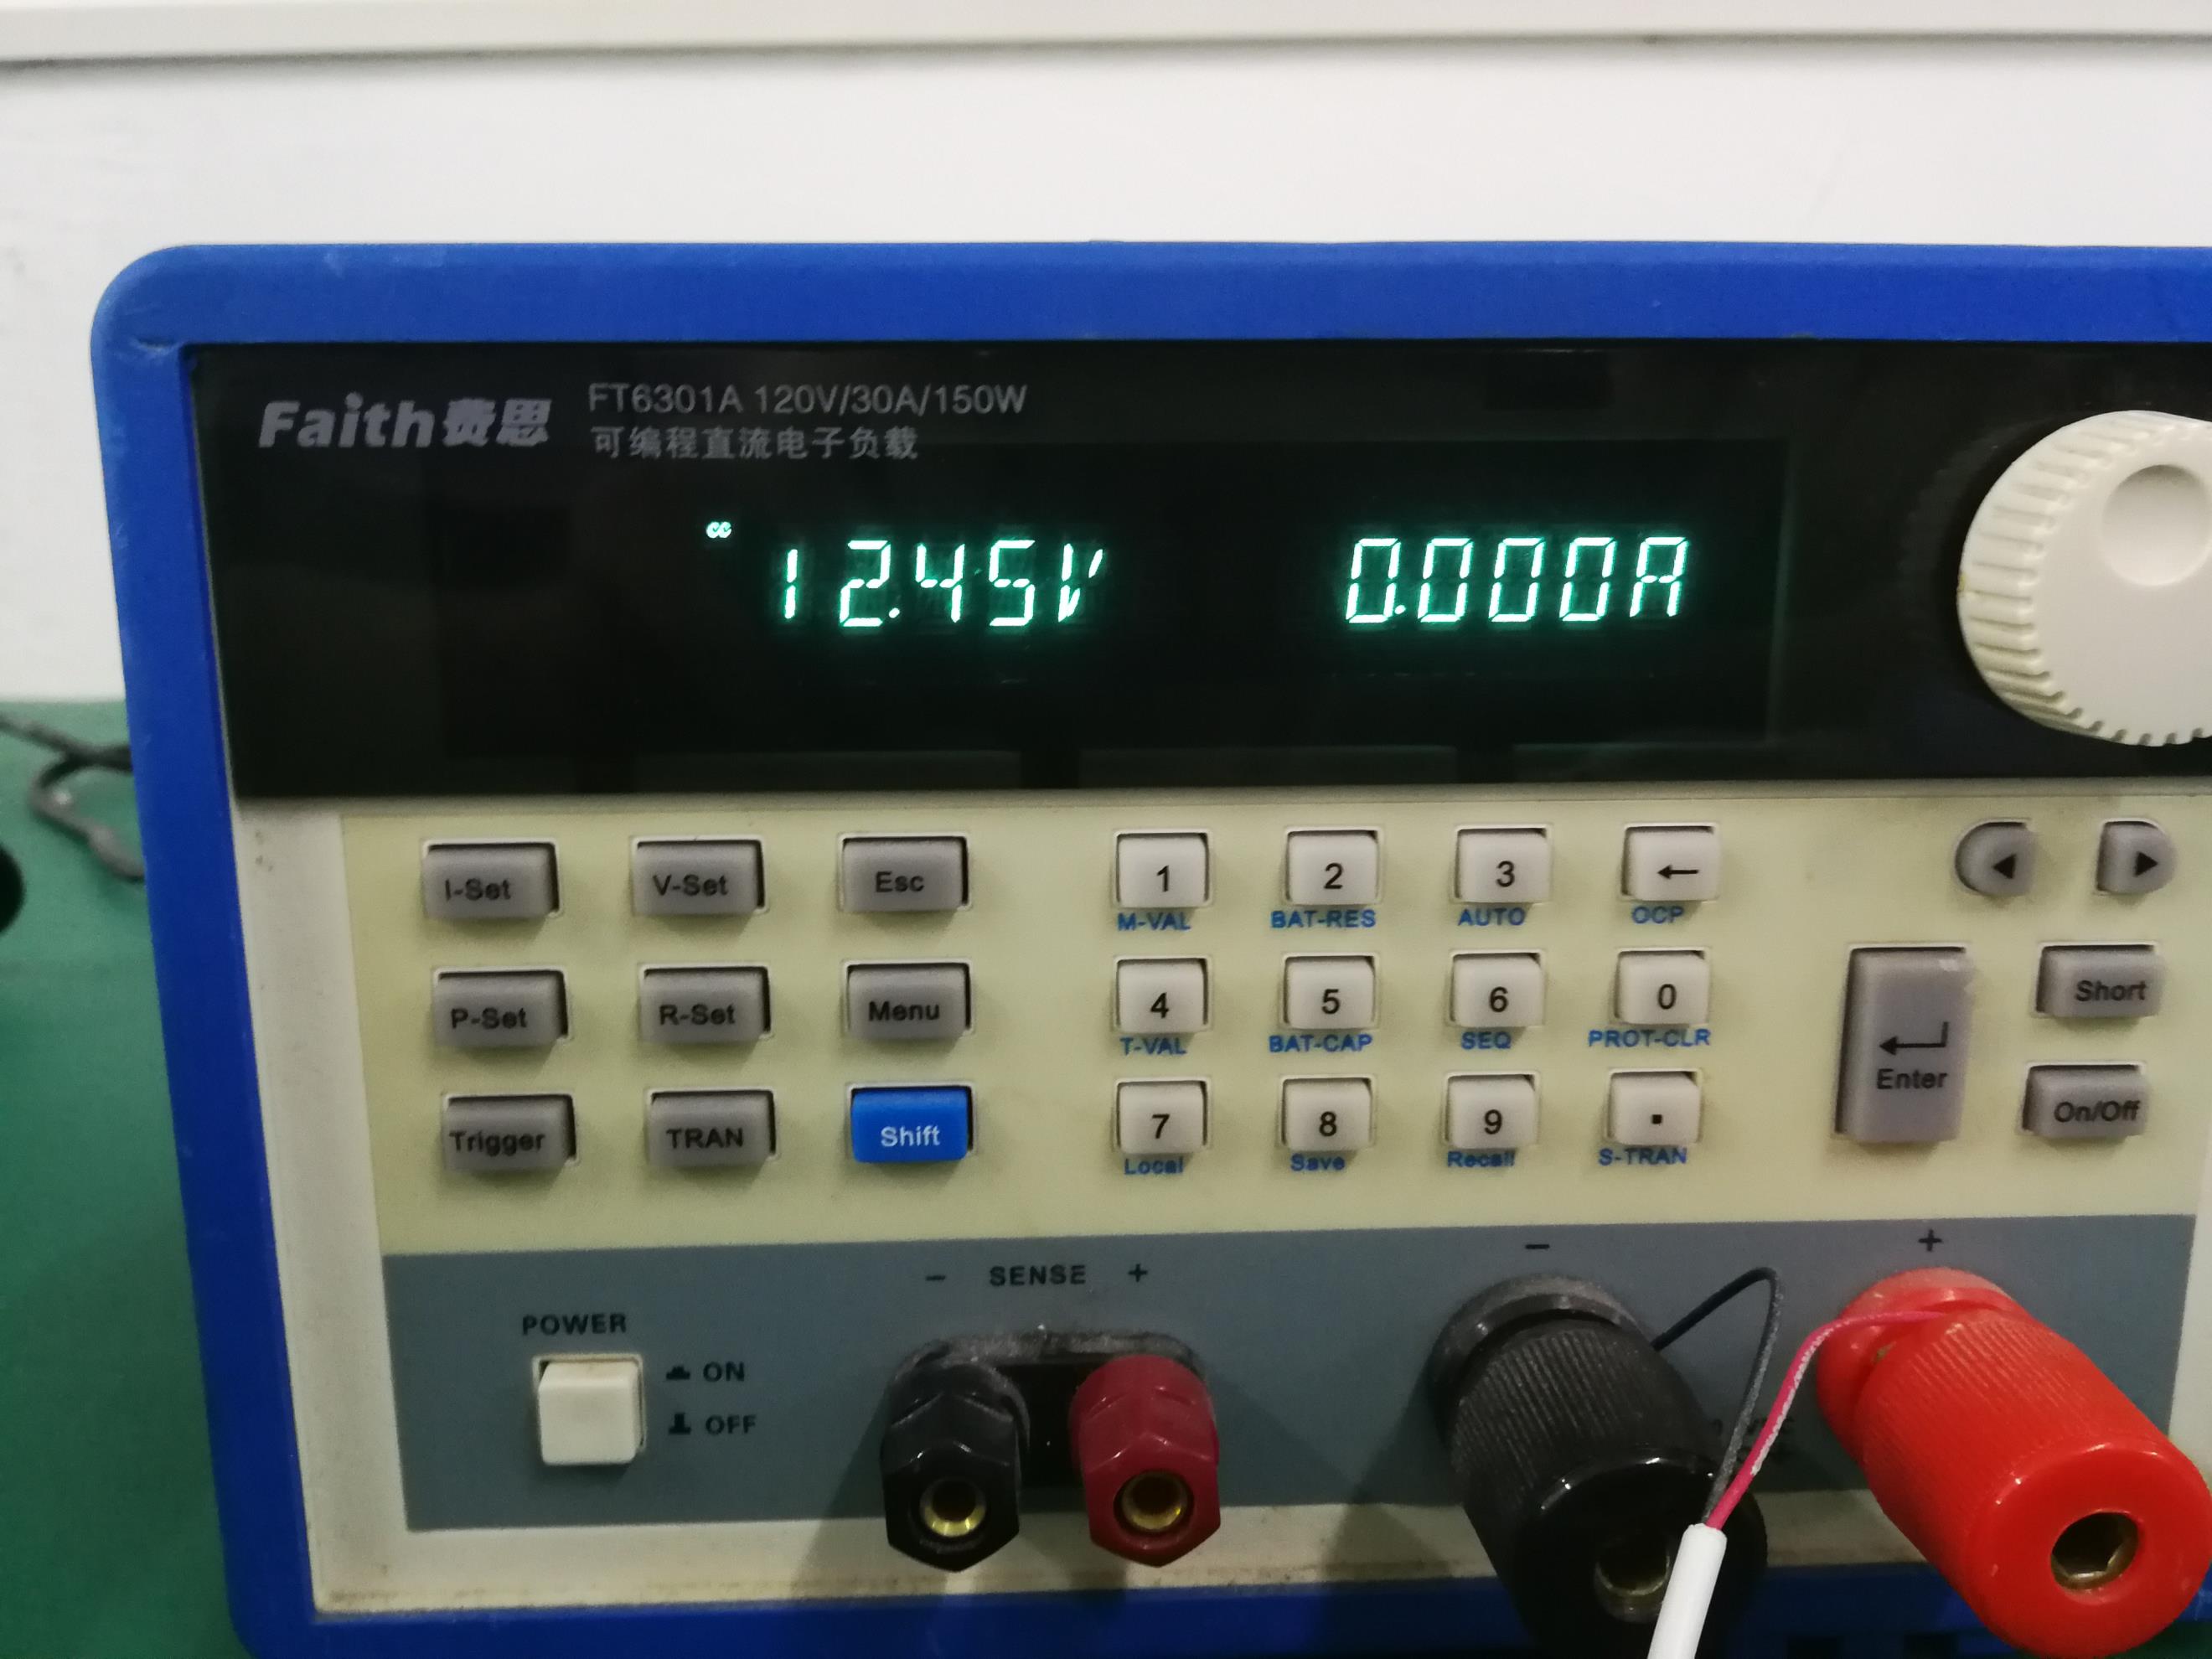 Faith费思 FT6301A 120V/30A/150W
可编程直流电子负载
CC 12.45V 0.000A
I-Set V-Set Esc 1 2 3 ←
M-VAL BAT-RES AUTO OCP
P-Set R-Set Menu 4 5 6 0 Short
T-VAL BAT-CAP SEQ PROT-CLR Enter
Trigger TRAN Shift 7 8 9 . On/Off
Local Save Recall S-TRAN
− SENSE + − +
POWER
ON
OFF